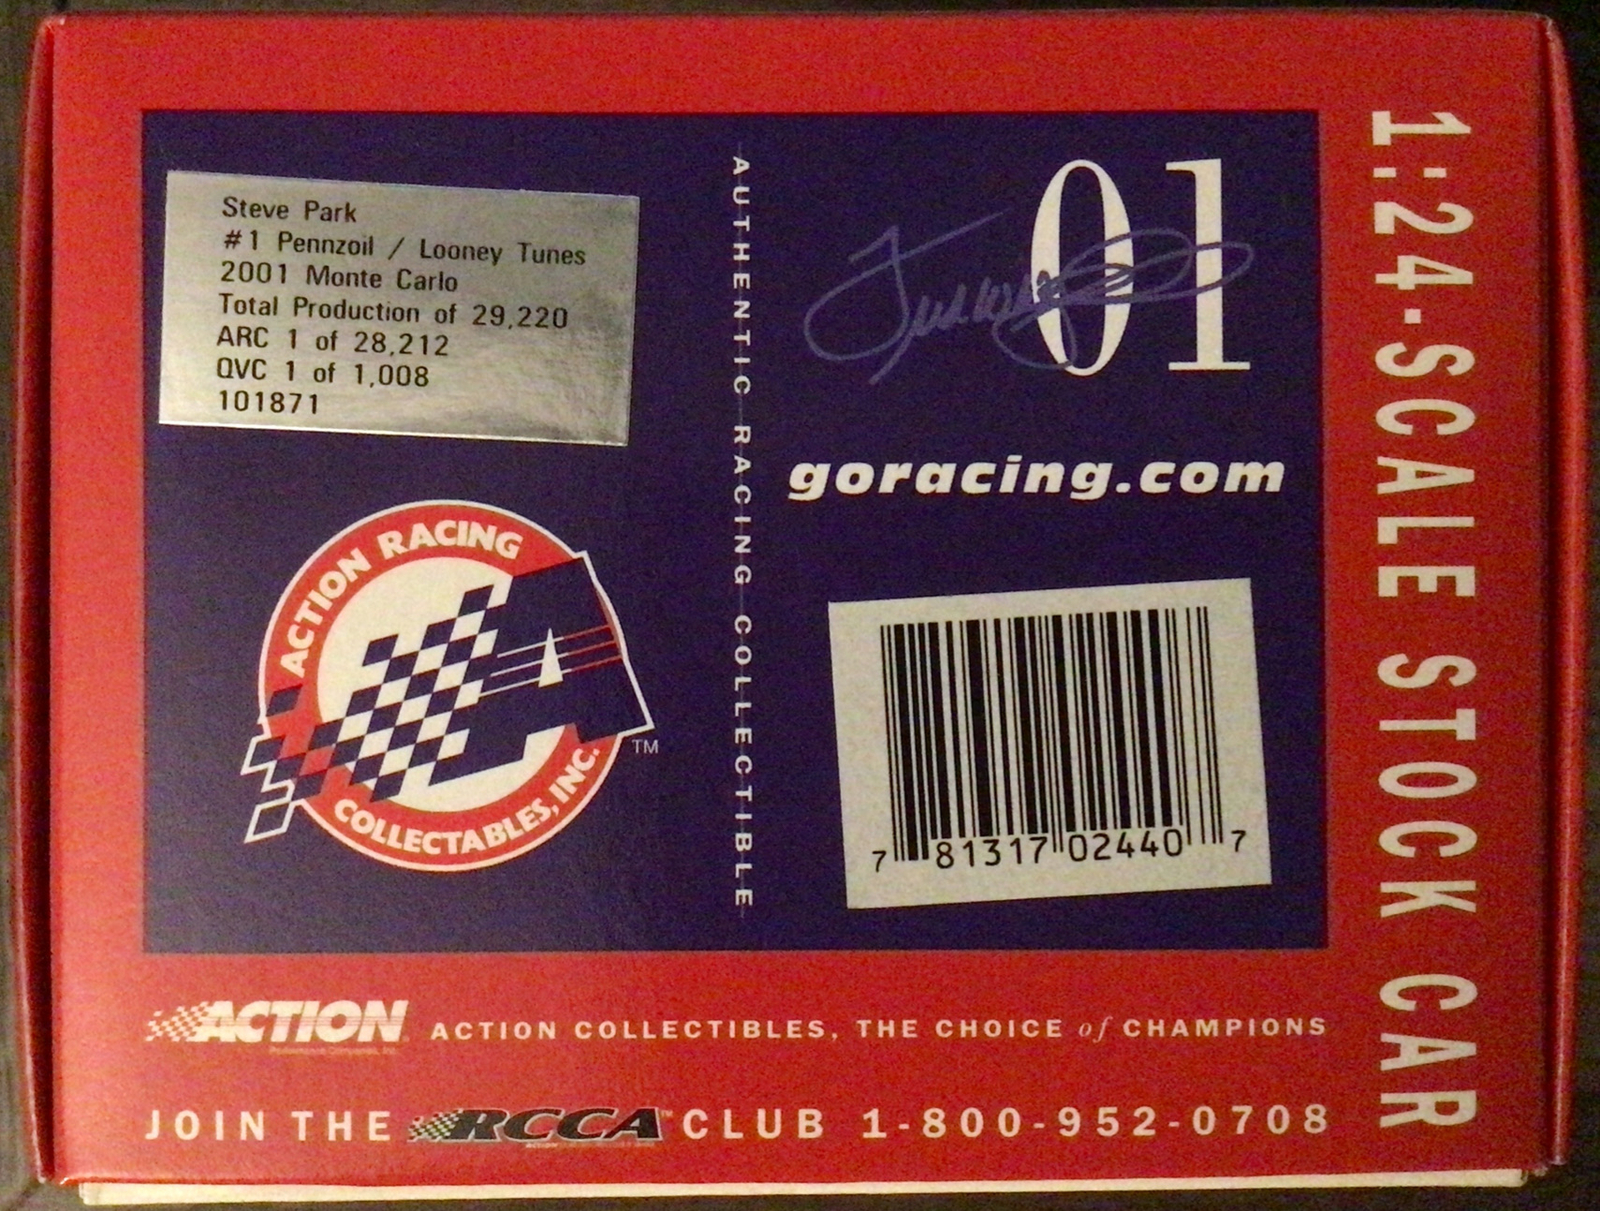 Steve Park
#1 Pennzoil / Looney Tunes
2001 Monte Carlo
Total Production of 29,220
ARC 1 of 28,212
QVC 1 of 1,008
101871
ACTION RACING
COLLECTABLES, INC.
TM
AUTHENTIC RACING COLLECTIBLE
01
goracing.com
7 81317 02440 7
1:24-SCALE STOCK CAR
ACTION
ACTION COLLECTIBLES, THE CHOICE of CHAMPIONS
JOIN THE RCCA CLUB 1-800-952-0708